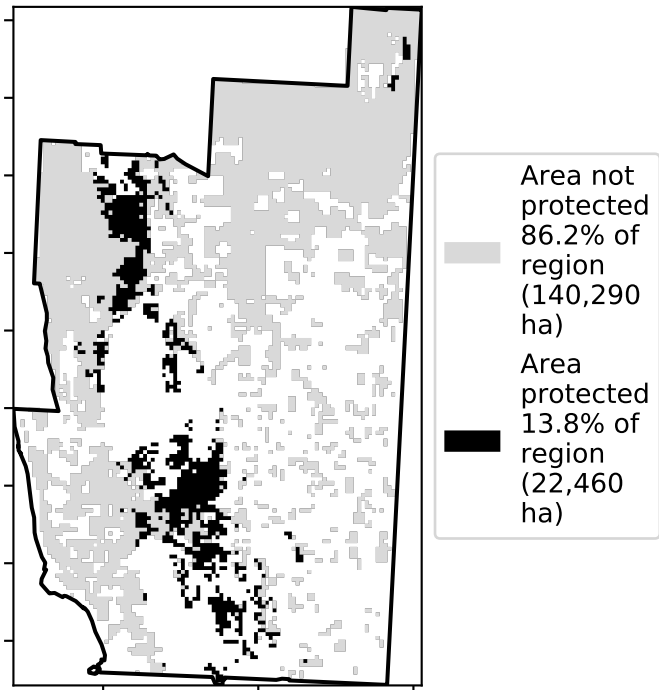 Area not
protected
86.2% of
region
(140,290
ha)
Area
protected
13.8% of
region
(22,460
ha)